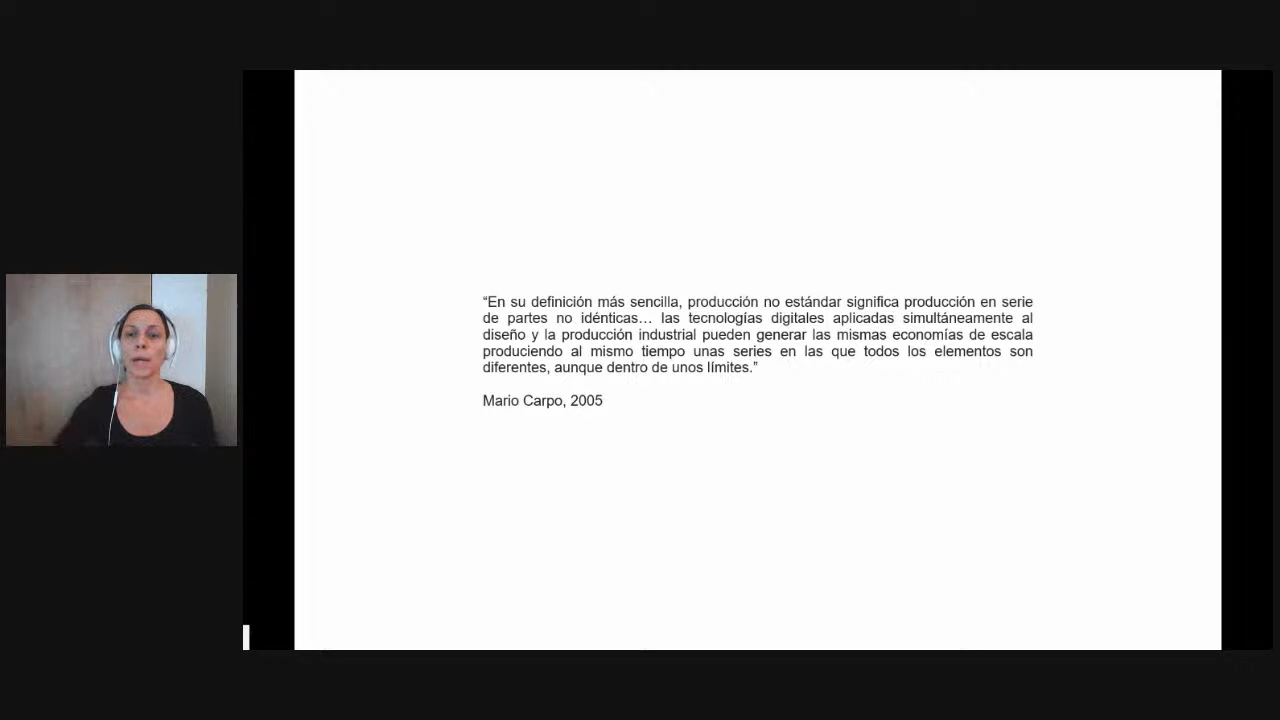 “En su definición más sencilla, producción no estándar significa producción en serie
de partes no idénticas… las tecnologías digitales aplicadas simultáneamente al
diseño y la producción industrial pueden generar las mismas economías de escala
produciendo al mismo tiempo unas series en las que todos los elementos son
diferentes, aunque dentro de unos límites.”
Mario Carpo, 2005